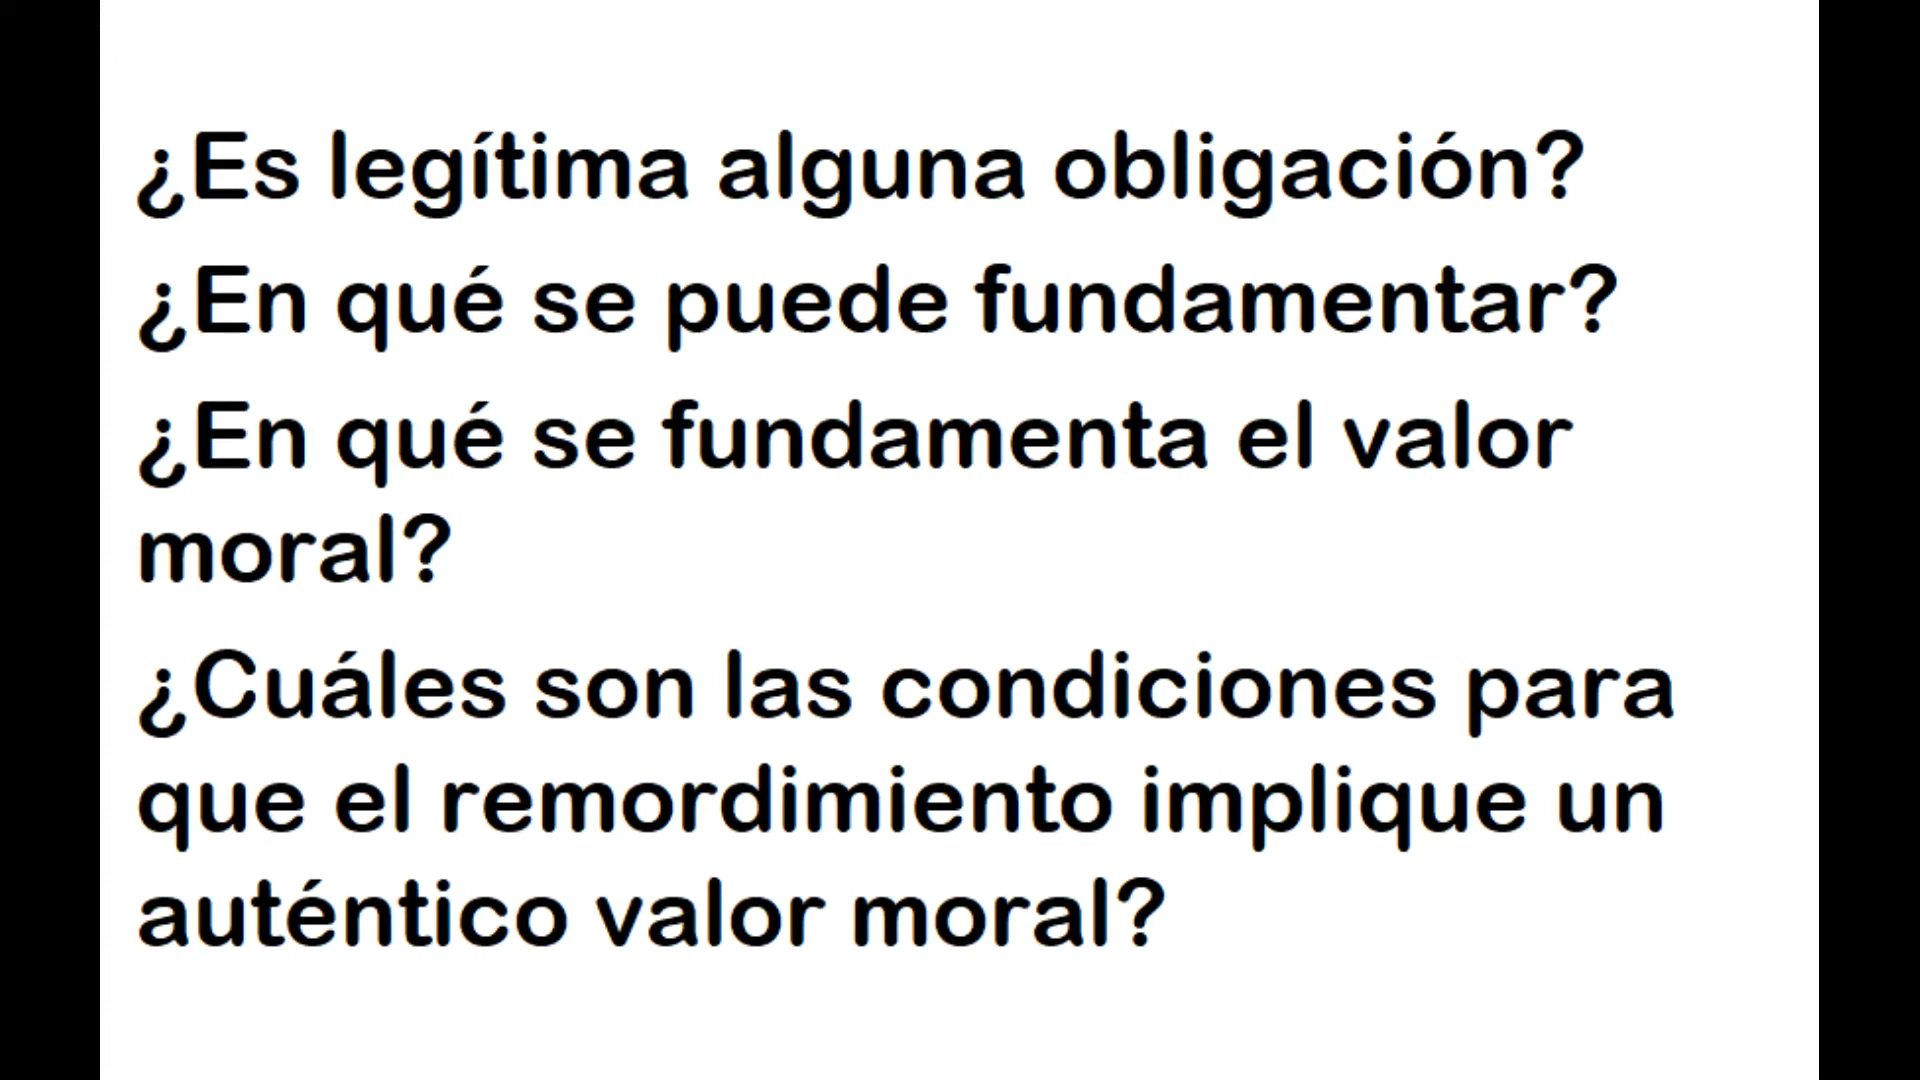 ¿Es legítima alguna obligación?
¿En qué se puede fundamentar?
¿En qué se fundamenta el valor
moral?
¿Cuáles son las condiciones para
que el remordimiento implique un
auténtico valor moral?